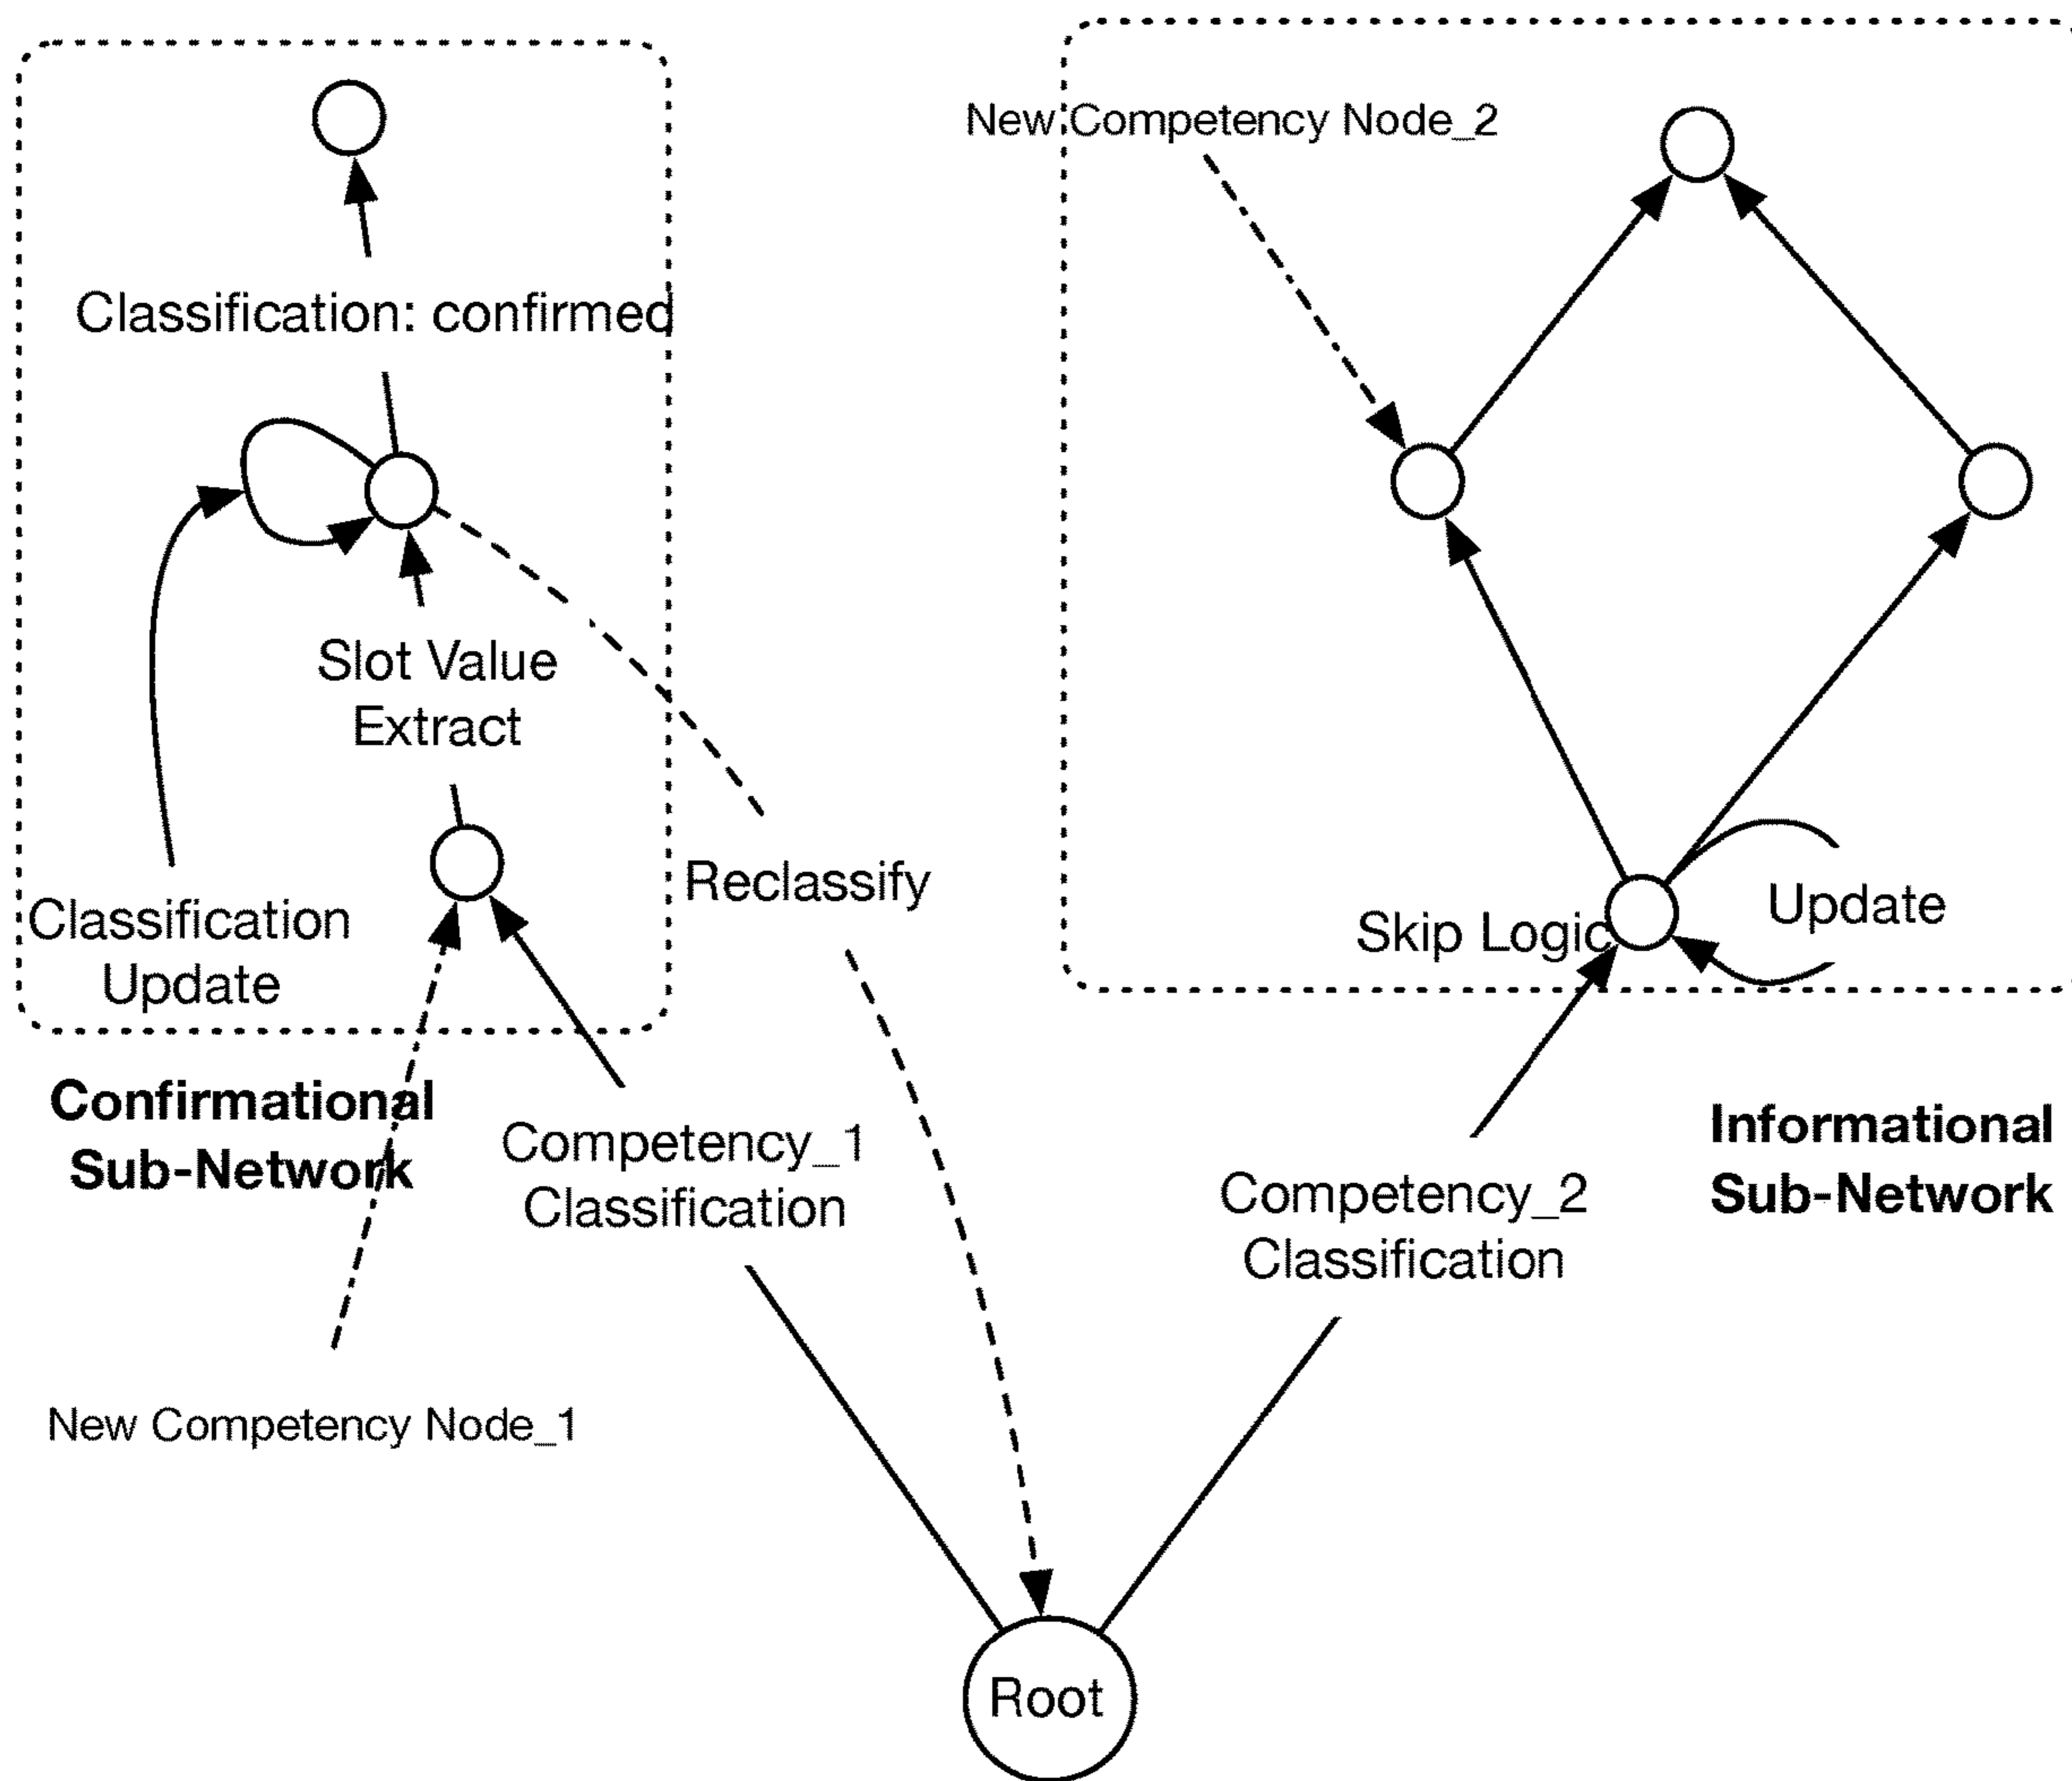 New Competency Node_2
Classification: confirmed
Slot Value
Extract
Reclassify
Classification
Update
Skip Logic
Update
Confirmational
Sub-Network
Competency_1
Classification
Informational
Sub-Network
Competency_2
Classification
New Competency Node_1
Root